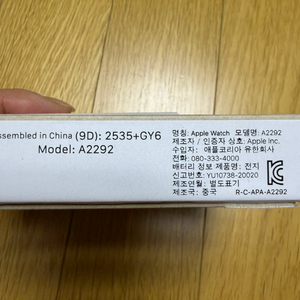 ssembled in China (9D): 2535+GY6
Model: A2292
명칭: Apple Watch 모델명: A2292
제조자 / 인증자 상호: Apple Inc.
수입자: 애플코리아 유한회사
전화: 080-333-4000
배터리 정보 제품명: 전지
신고번호: YU10738-20020
제조연월: 별도표기
제조국: 중국
R-C-APA-A2292